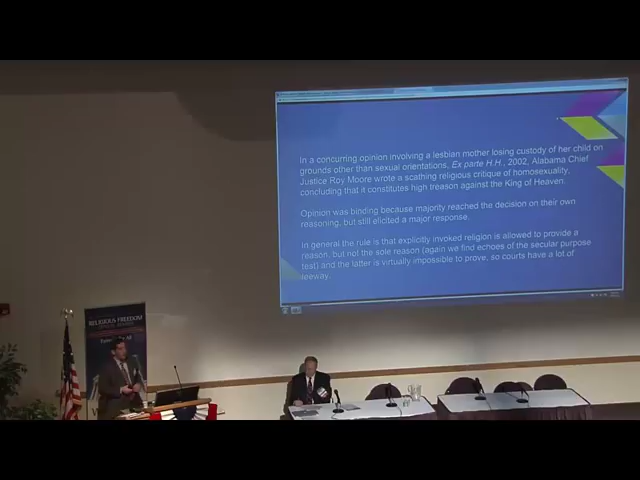 In a concurring opinion involving a lesbian mother losing custody of her child on
grounds other than sexual orientations, Ex parte H.H., 2002, Alabama Chief
Justice Roy Moore wrote a scathing religious critique of homosexuality,
concluding that it constitutes high treason against the King of Heaven.
Opinion was binding because majority reached the decision on their own
reasoning, but still elicited a major response.
In general the rule is that explicitly invoked religion is allowed to provide a
reason, but not the sole reason (again we find echoes of the secular purpose
test) and the latter is virtually impossible to prove, so courts have a lot of
leeway.
RELIGIOUS FREEDOM